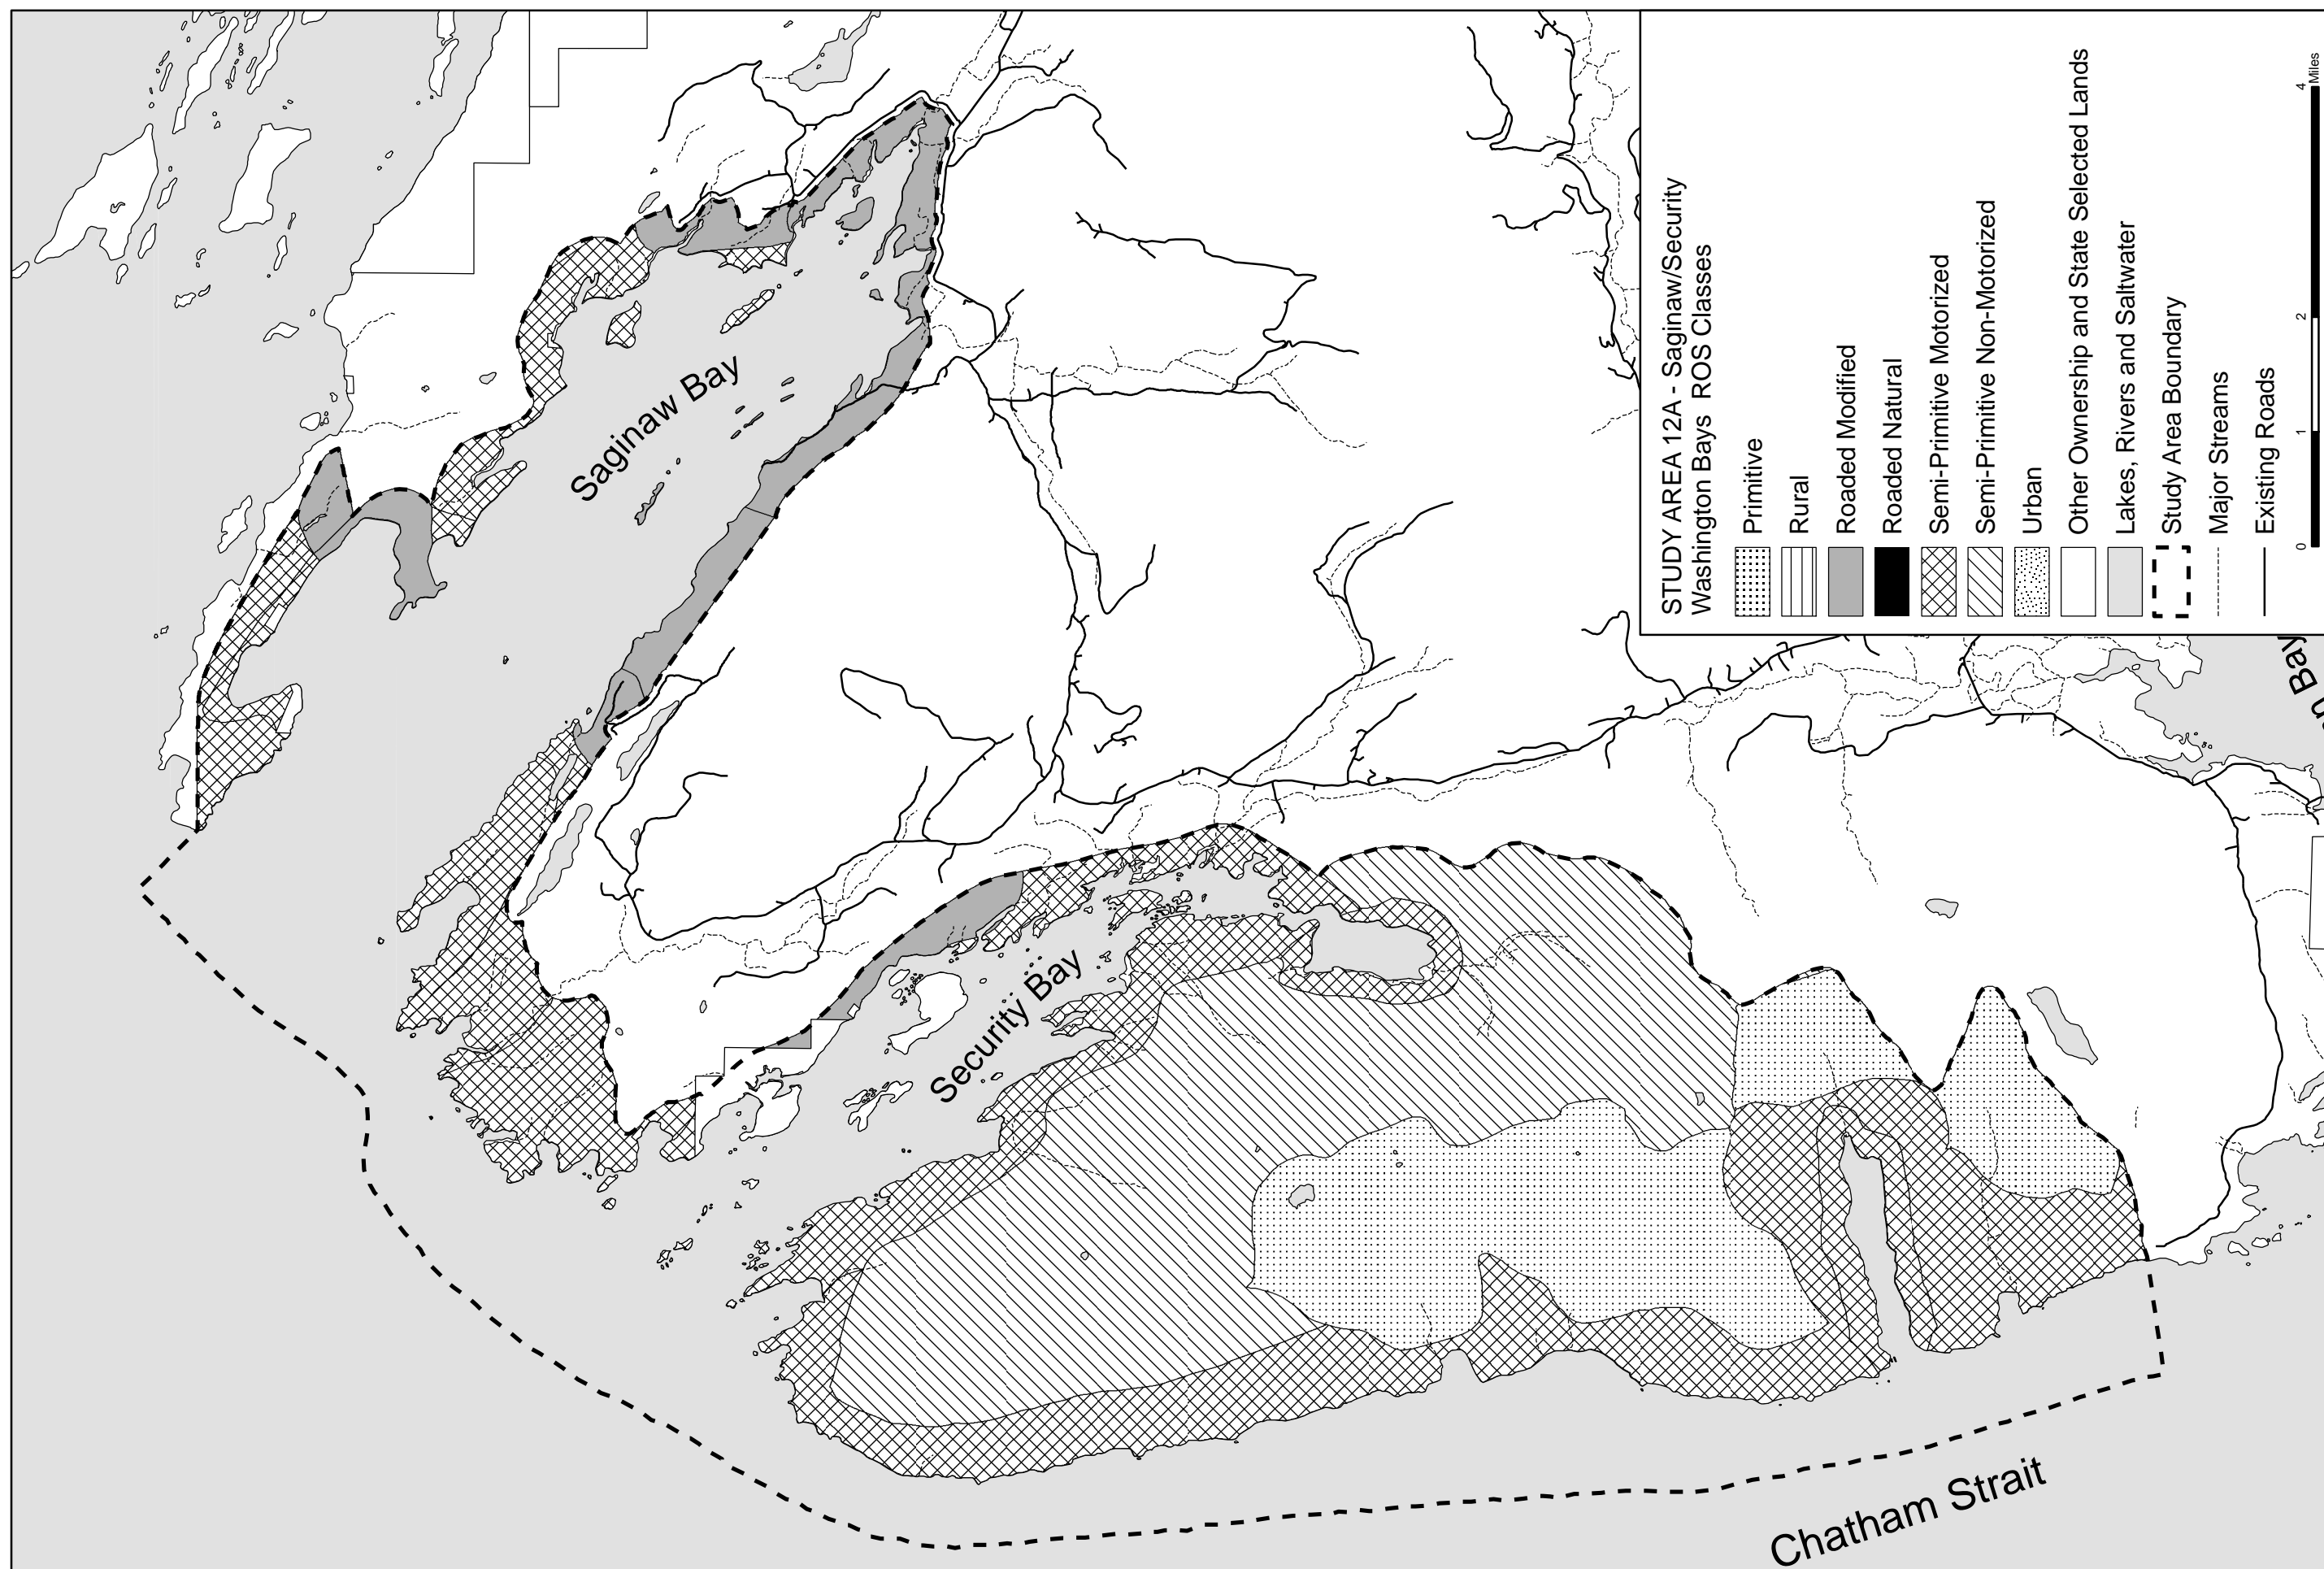 Saginaw Bay
Security Bay
Chatham Strait
Bay
STUDY AREA 12A - Saginaw/Security
Washington Bays ROS Classes
Primitive
Rural
Roaded Modified
Roaded Natural
Semi-Primitive Motorized
Semi-Primitive Non-Motorized
Urban
Other Ownership and State Selected Lands
Lakes, Rivers and Saltwater
Study Area Boundary
Major Streams
Existing Roads
0 1 2 4
Miles